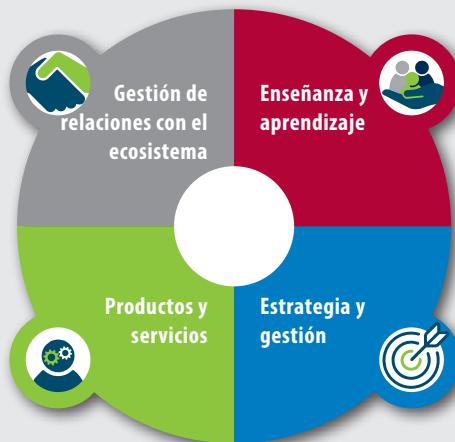 Gestión de
relaciones con el
ecosistema
Enseñanza y
aprendizaje
Productos y
servicios
Estrategia y
gestión